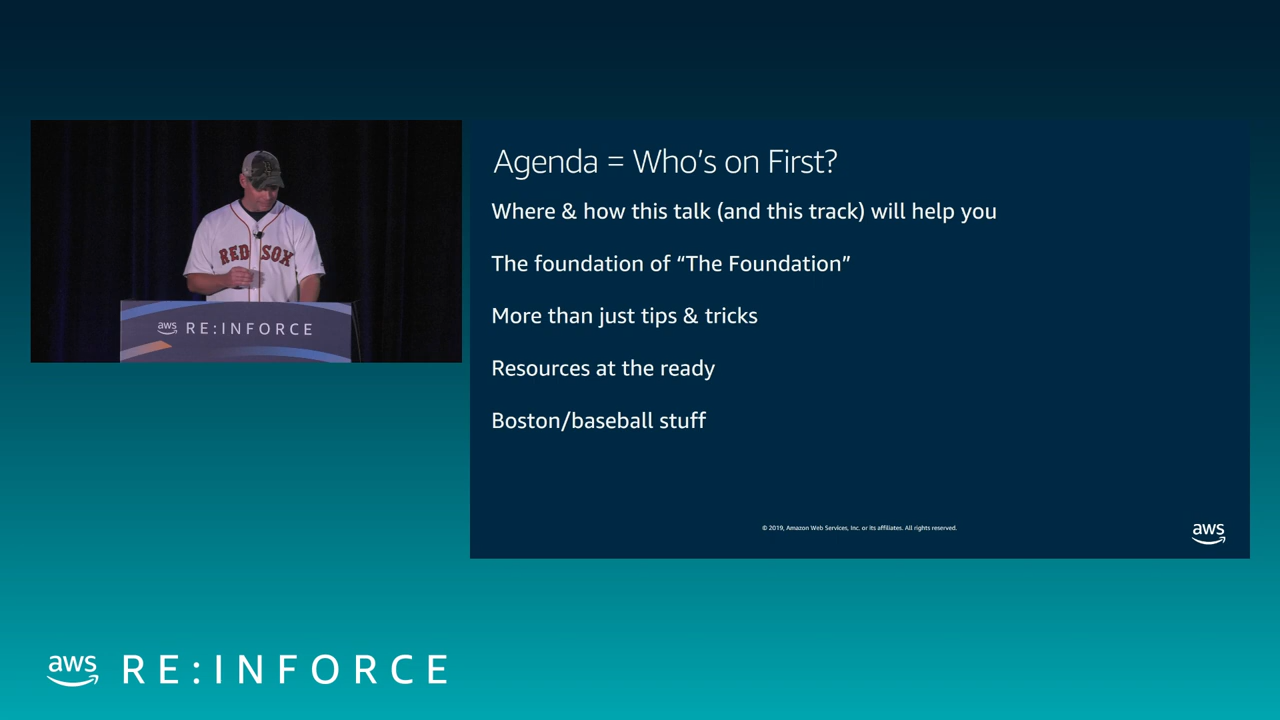 Agenda = Who's on First?
Where & how this talk (and this track) will help you
The foundation of “The Foundation”
More than just tips & tricks
Resources at the ready
Boston/baseball stuff
© 2019, Amazon Web Services, Inc. or its affiliates. All rights reserved.
aws
RED SOX
aws RE:INFORCE
aws RE:INFORCE